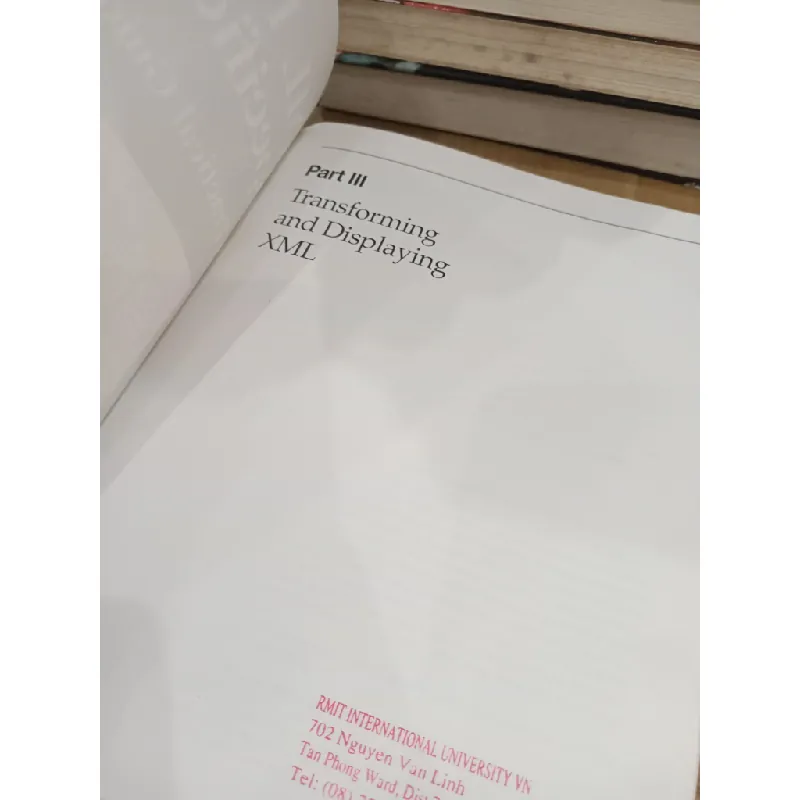 Part III
Transforming
and Displaying
XML
RMIT INTERNATIONAL UNIVERSITY VN
702 Nguyen Van Linh
Tan Phong Ward, Dist
Tel: (08)